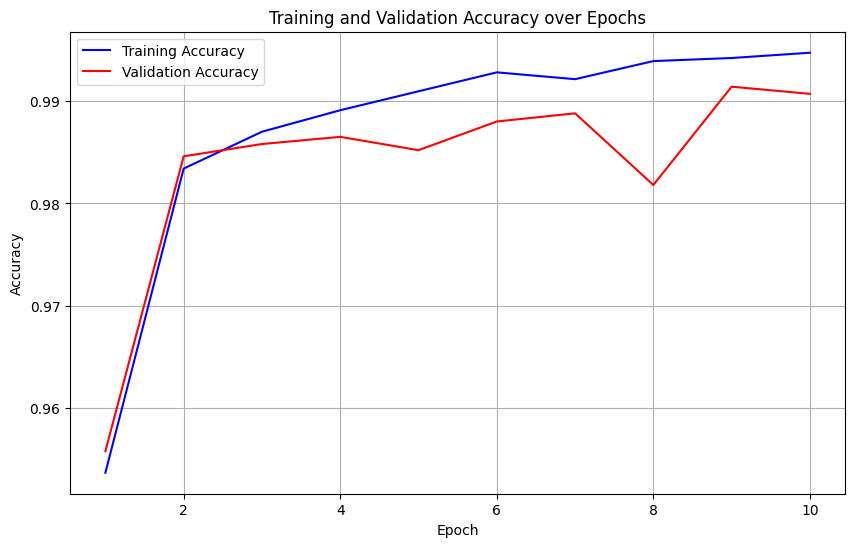 Training and Validation Accuracy over Epochs
Training Accuracy
Validation Accuracy
0.99
0.98
0.97
0.96
Accuracy
2 4 6 8 10
Epoch